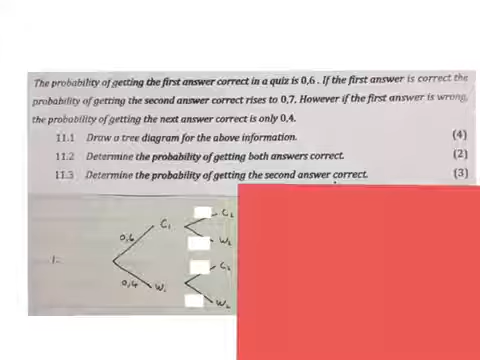 The probability of getting the first answer correct in a quiz is 0,6 . If the first answer is correct the
probability of getting the second answer correct rises to 0,7. However if the first answer is wrong,
the probability of getting the next answer correct is only 0,4.
11.1 Draw a tree diagram for the above information. (4)
11.2 Determine the probability of getting both answers correct. (2)
11.3 Determine the probability of getting the second answer correct. (3)
C₂
0,6 C₁
W₂
1.
C₂
0,4 W₁
W₂